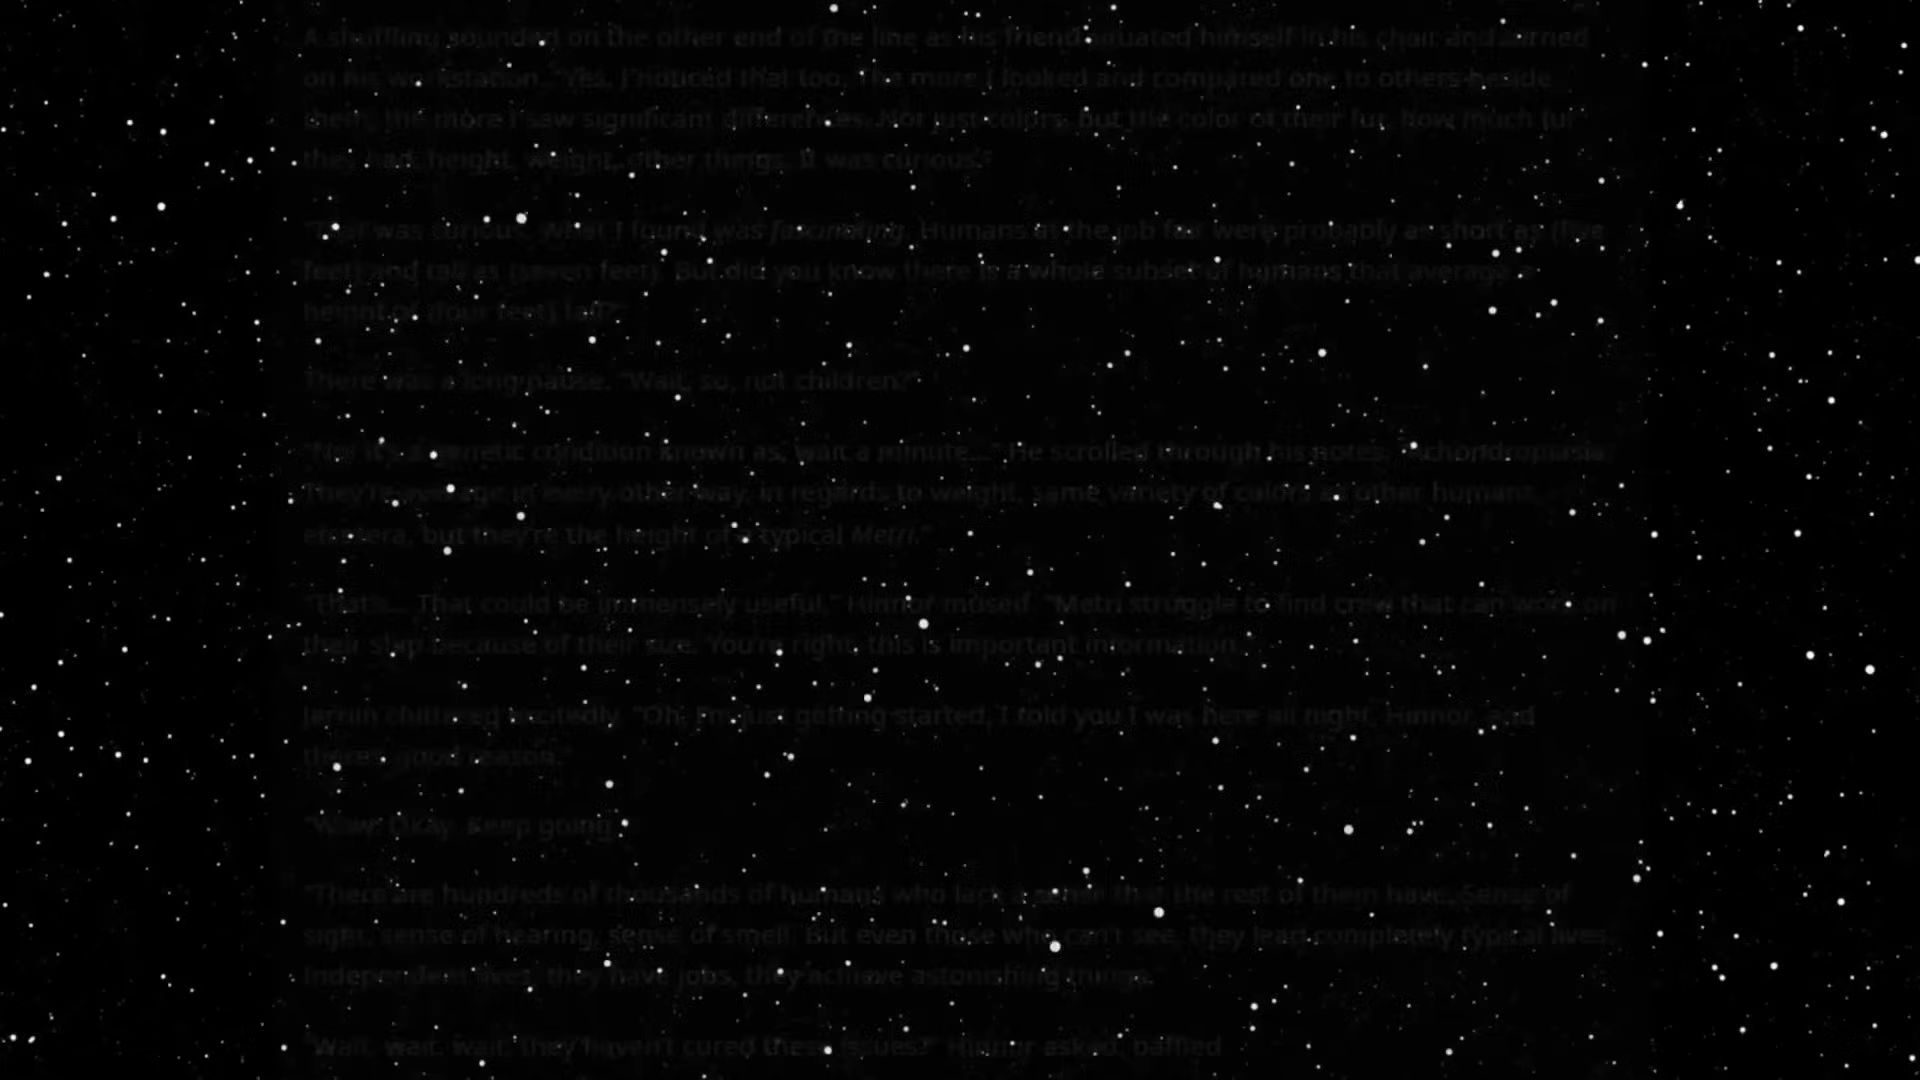 A shuffling sounded on the other end of the line as his friend situated himself in his chair and turned
on his workstation. "Yes, I noticed that too. The more I looked and compared one to others beside
them, the more I saw significant differences. Not just colors, but the color of their fur, how much fur
they had, height, weight, other things. It was curious."
"That was curious. What I found was fascinating. Humans at the job fair were probably as short as (five
feet) and tall as (seven feet). But did you know there is a whole subset of humans that average a
height of (four feet) tall?"
There was a long pause. "Wait, so, not children?"
"No! It's a genetic condition known as, wait a minute..." He scrolled through his notes. "Achondroplasia.
They're average in every other way, in regards to weight, same variety of colors as other humans,
etcetera, but they're the height of a typical Metri."
"That's... That could be immensely useful," Hinnor mused. "Metri struggle to find crew that can work on
their ship because of their size. You're right, this is important information."
chittered excitedly. "Oh, I'm just getting started. I told you I was here all night, Hinnor, and
there's good reason."
"Wow. Okay. Keep going."
"There are hundreds of thousands of humans who lack a sense that the rest of them have. Sense of
sight, sense of hearing, sense of smell. But even those who can't see, they lead completely typical lives.
Independent lives, they have jobs, they achieve astonishing things."
"Wait, wait, wait, they haven't cured these issues?" Hinnor asked, baffled.